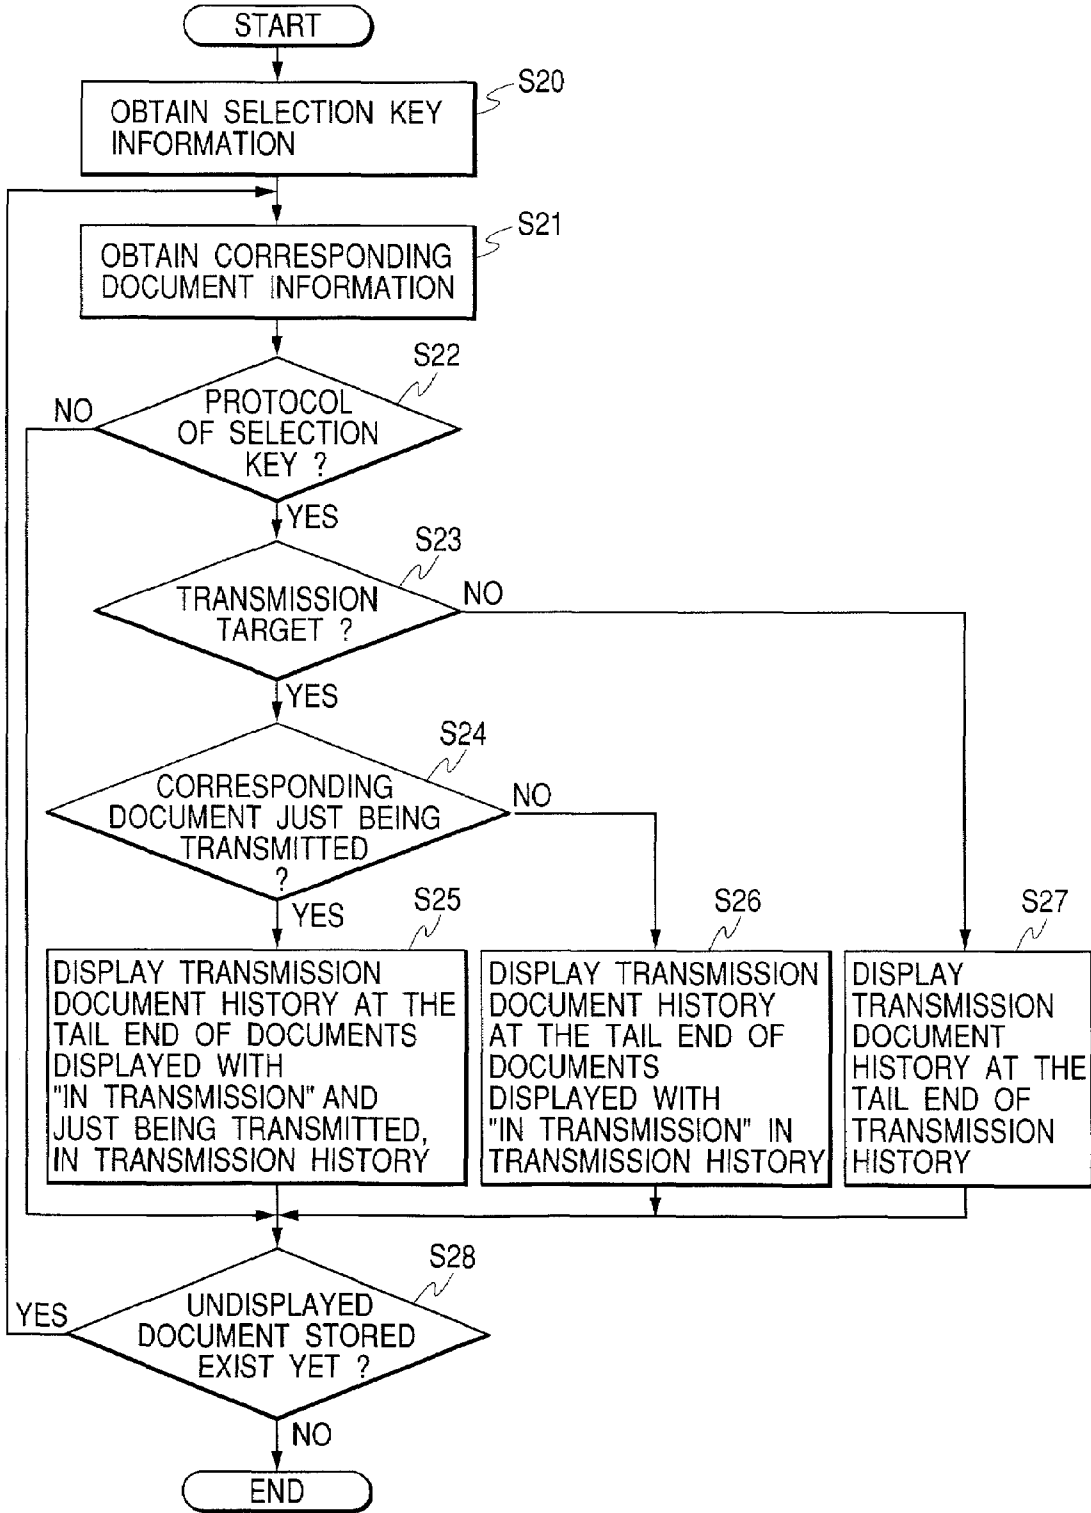 START
S20
OBTAIN SELECTION KEY
INFORMATION
S21
OBTAIN CORRESPONDING
DOCUMENT INFORMATION
S22
PROTOCOL
OF SELECTION
KEY ?
NO
YES
S23
TRANSMISSION
TARGET ?
NO
YES
S24
CORRESPONDING
DOCUMENT JUST BEING
TRANSMITTED
?
NO
YES
S25
DISPLAY TRANSMISSION
DOCUMENT HISTORY AT THE
TAIL END OF DOCUMENTS
DISPLAYED WITH
"IN TRANSMISSION" AND
JUST BEING TRANSMITTED,
IN TRANSMISSION HISTORY
S26
DISPLAY TRANSMISSION
DOCUMENT HISTORY
AT THE TAIL END OF
DOCUMENTS
DISPLAYED WITH
"IN TRANSMISSION" IN
TRANSMISSION HISTORY
S27
DISPLAY
TRANSMISSION
DOCUMENT
HISTORY AT THE
TAIL END OF
TRANSMISSION
HISTORY
S28
UNDISPLAYED
DOCUMENT STORED
EXIST YET ?
YES
NO
END